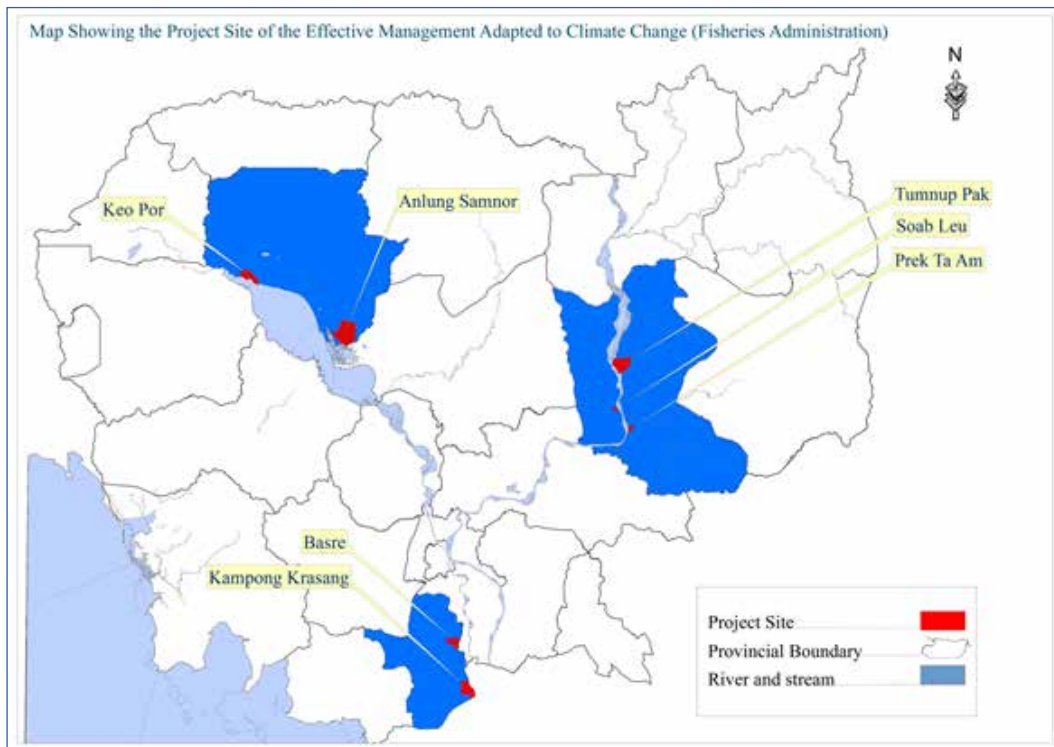 Map Showing the Project Site of the Effective Management Adapted to Climate Change (Fisheries Administration)
N
Keo Por
Anlung Samnor
Tumnup Pak
Soab Leu
Prek Ta Am
Basre
Kampong Krasang
Project Site
Provincial Boundary
River and stream